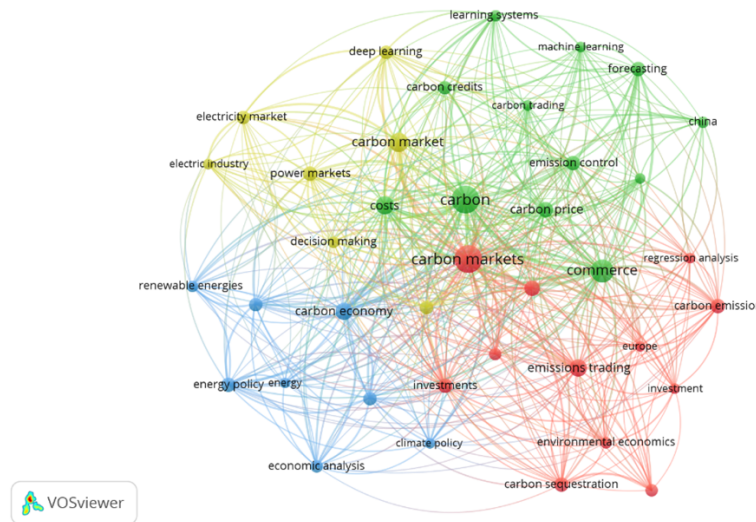 learning systems
machine learning
deep learning
forecasting
carbon credits
carbon trading
electricity market
china
carbon market
electric industry
power markets
emission control
carbon
costs
carbon price
decision making
carbon markets
regression analysis
commerce
renewable energies
carbon economy
carbon emission
europe
emissions trading
energy policy
energy
investments
investment
climate policy
environmental economics
economic analysis
carbon sequestration
VOSviewer